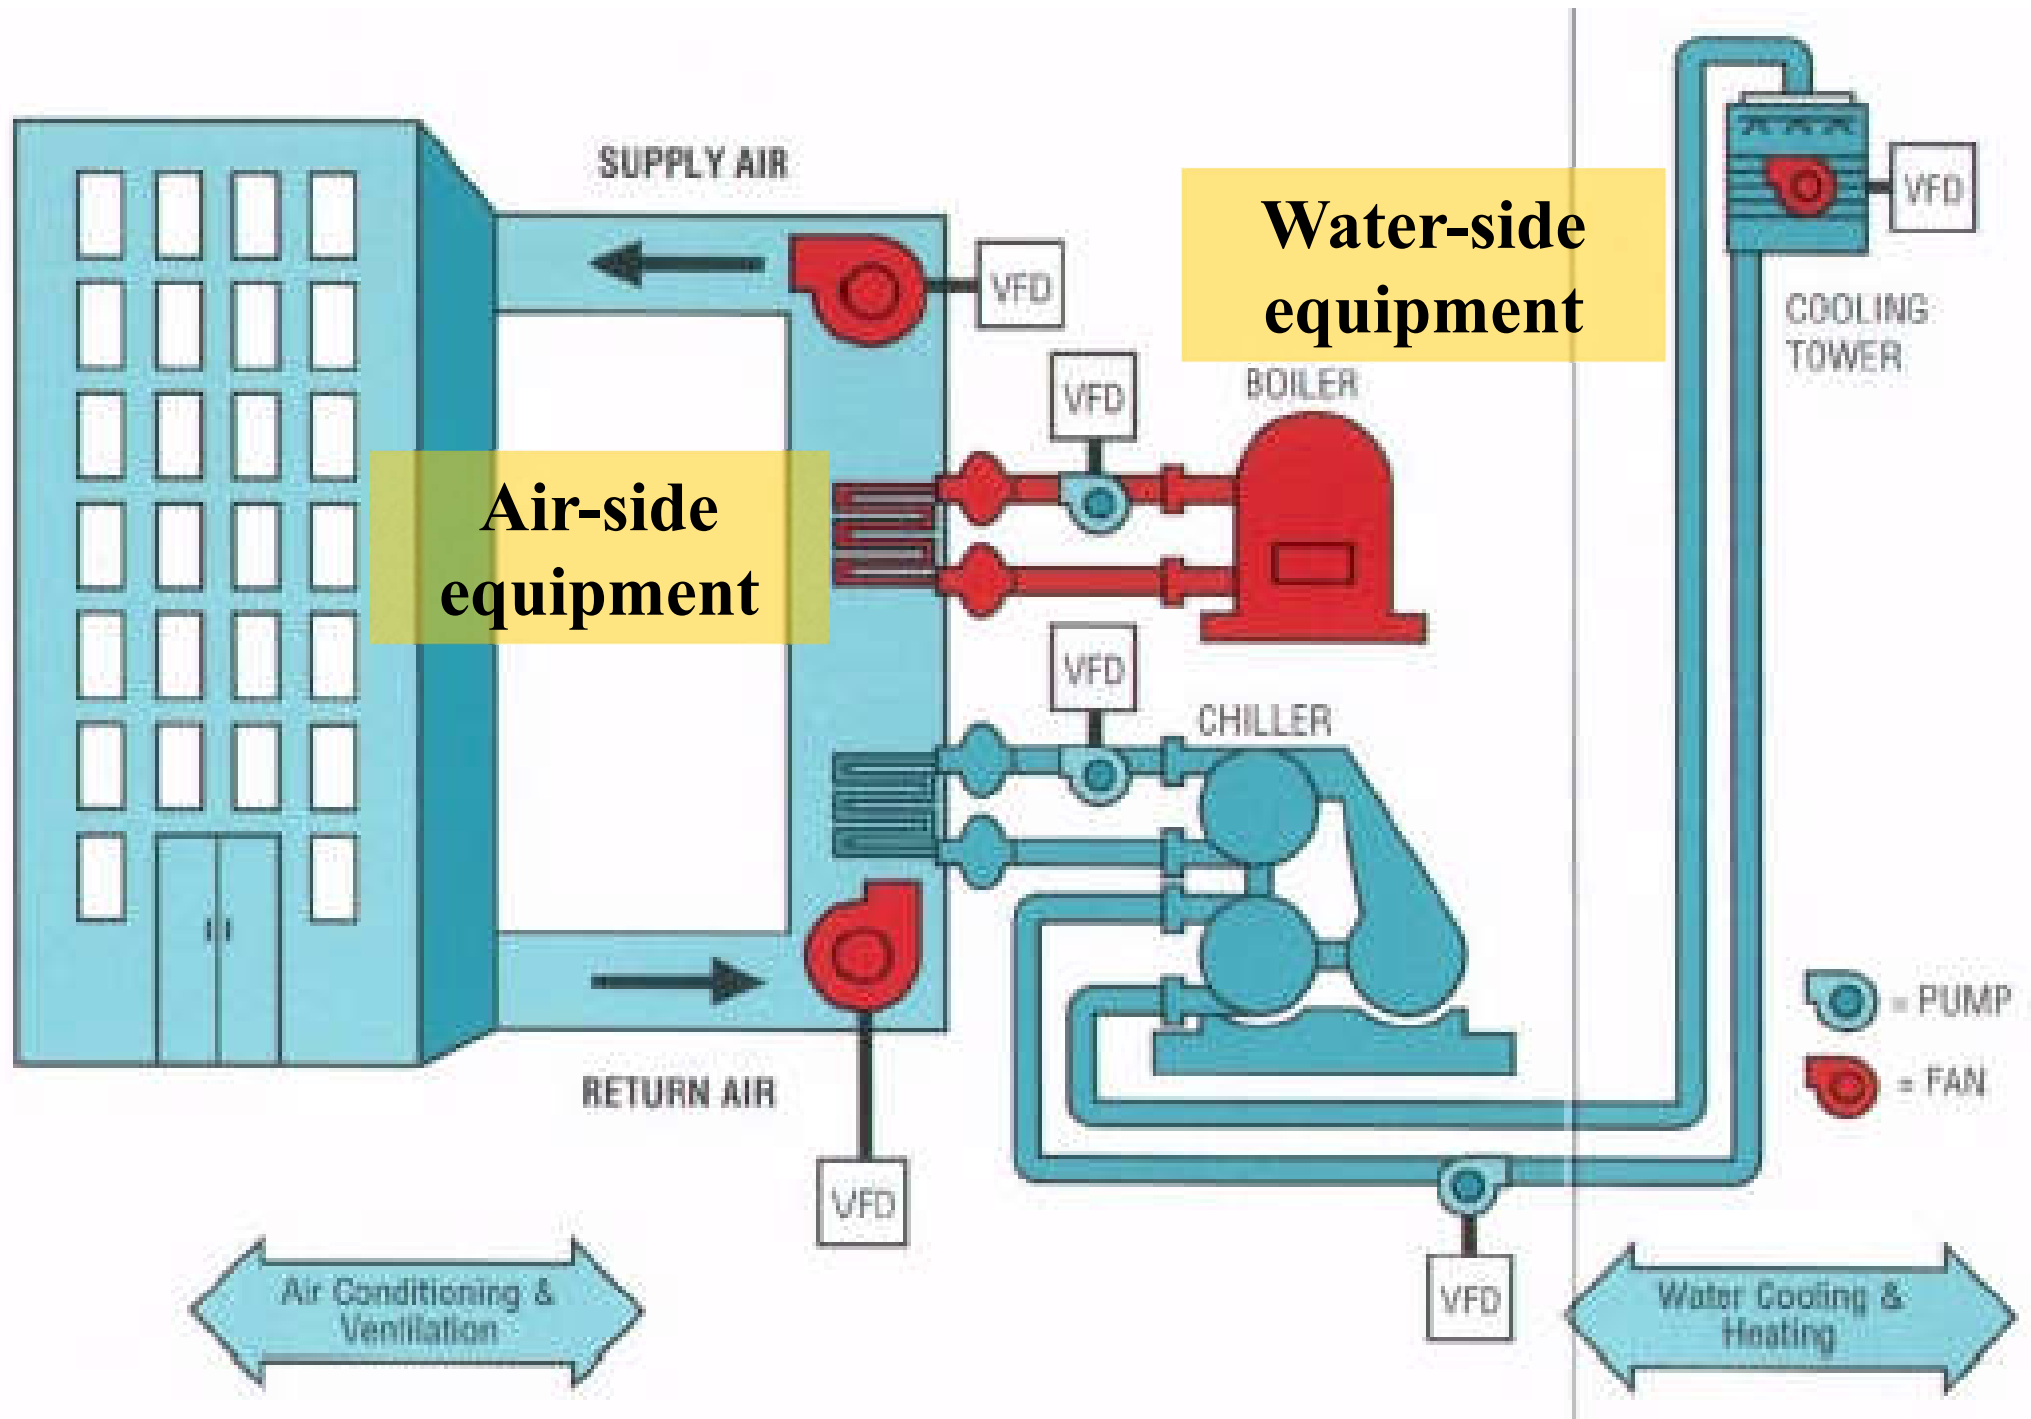 SUPPLY AIR
VFD
Water-side
equipment
VFD
COOLING
TOWER
VFD
BOILER
Air-side
equipment
VFD
CHILLER
= PUMP
= FAN
RETURN AIR
VFD
VFD
Air Conditioning &
Ventilation
Water Cooling &
Heating